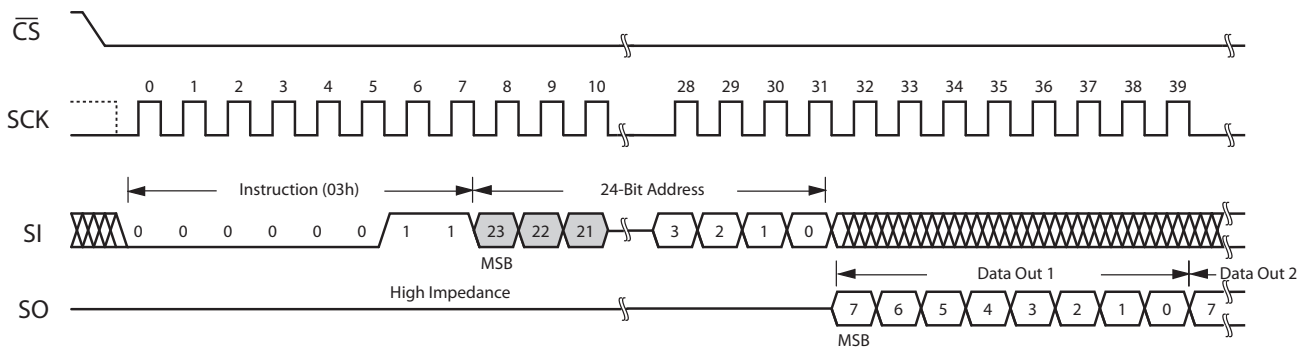 CS
0 1 2 3 4 5 6 7 8 9 10 28 29 30 31 32 33 34 35 36 37 38 39
SCK
Instruction (03h) 24-Bit Address
SI 0 0 0 0 0 0 1 1 23 22 21 3 2 1 0
MSB
Data Out 1 Data Out 2
High Impedance
SO 7 6 5 4 3 2 1 0 7
MSB